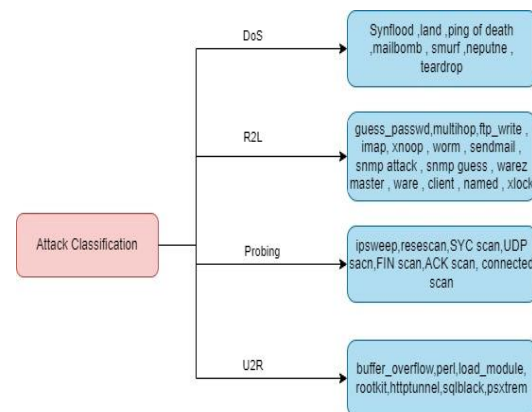 DoS
Synflood ,land ,ping of death
,mailbomb , smurf ,neputne ,
teardrop
R2L
guess_passwd,multihop,ftp_write ,
imap, xnoop , worm , sendmail ,
snmp attack , snmp guess , warez
master , ware , client , named , xlock
Attack Classification
Probing
ipsweep,resescan,SYC scan,UDP
sacn,FIN scan,ACK scan, connected
scan
U2R
buffer_overflow,perl,load_module,
rootkit,httptunnel,sqlblack,psxtrem